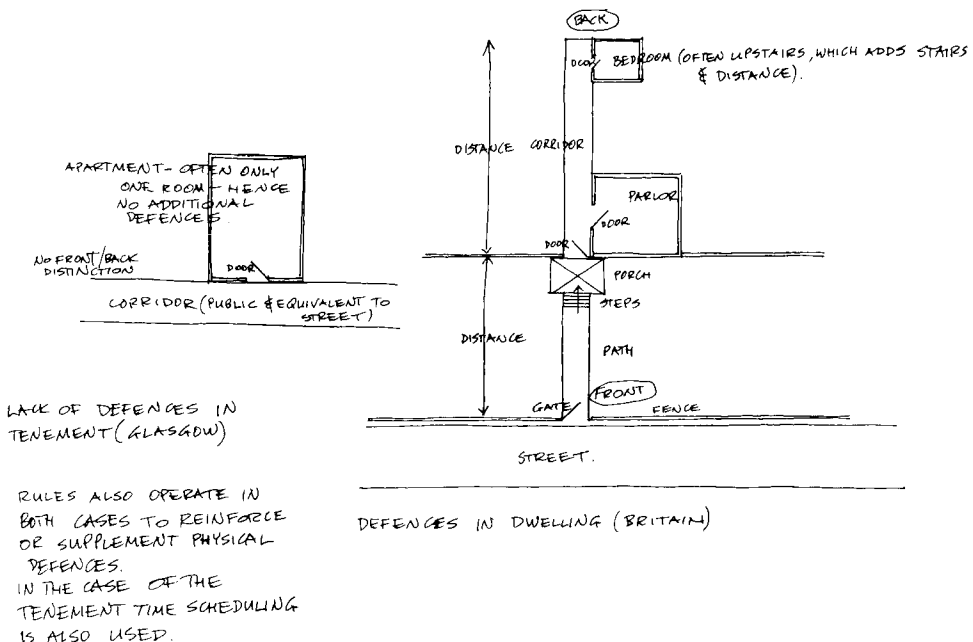 BACK
DOOR
BEDROOM (OFTEN UPSTAIRS, WHICH ADDS STAIRS
& DISTANCE).
DISTANCE
CORRIDOR
PARLOR
DOOR
DOOR
PORCH
STEPS
DISTANCE
PATH
FRONT
GATE
FENCE
STREET.
DEFENCES IN DWELLING (BRITAIN)
APARTMENT - OFTEN ONLY
ONE ROOM - HENCE
NO ADDITIONAL
DEFENCES.
NO FRONT/BACK
DISTINCTION
DOOR
CORRIDOR (PUBLIC & EQUIVALENT TO
STREET)
LACK OF DEFENCES IN
TENEMENT (GLASGOW)
RULES ALSO OPERATE IN
BOTH CASES TO REINFORCE
OR SUPPLEMENT PHYSICAL
DEFENCES.
IN THE CASE OF THE
TENEMENT TIME SCHEDULING
IS ALSO USED.